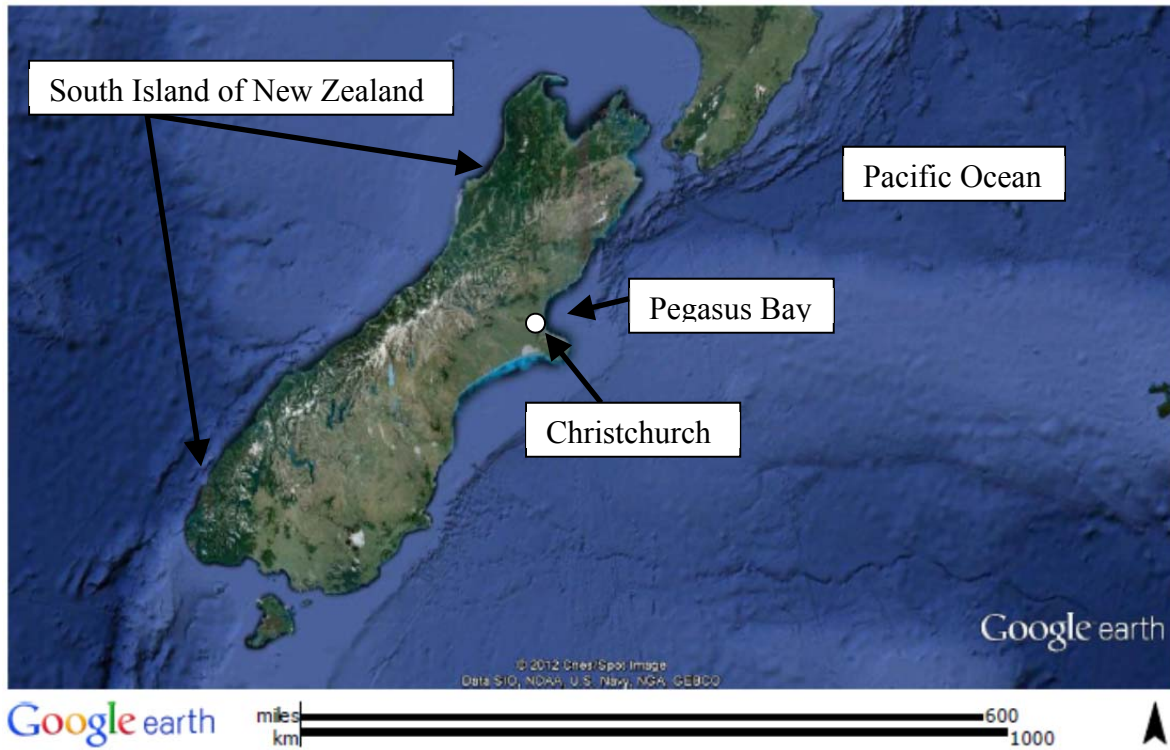 South Island of New Zealand
Pacific Ocean
Pegasus Bay
Christchurch
Google earth
© 2012 Cnes/Spot Image
Data SIO, NOAA, U.S. Navy, NGA, GEBCO
Google earth
miles 600
km 1000